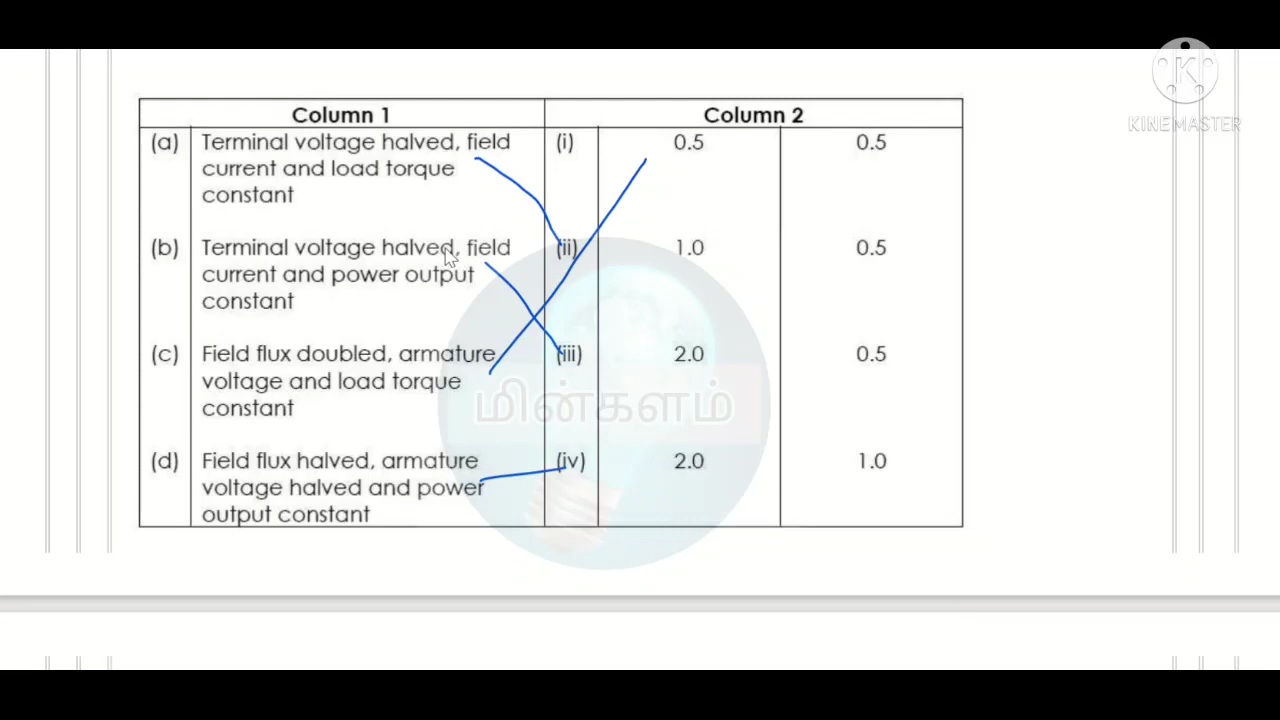 KINEMASTER
Column 1 Column 2
(a) Terminal voltage halved, field (i) 0.5 0.5
current and load torque
constant
(b) Terminal voltage halved, field (ii) 1.0 0.5
current and power output
constant
(c) Field flux doubled, armature (iii) 2.0 0.5
voltage and load torque
constant
மின்களம்
(d) Field flux halved, armature (iv) 2.0 1.0
voltage halved and power
output constant